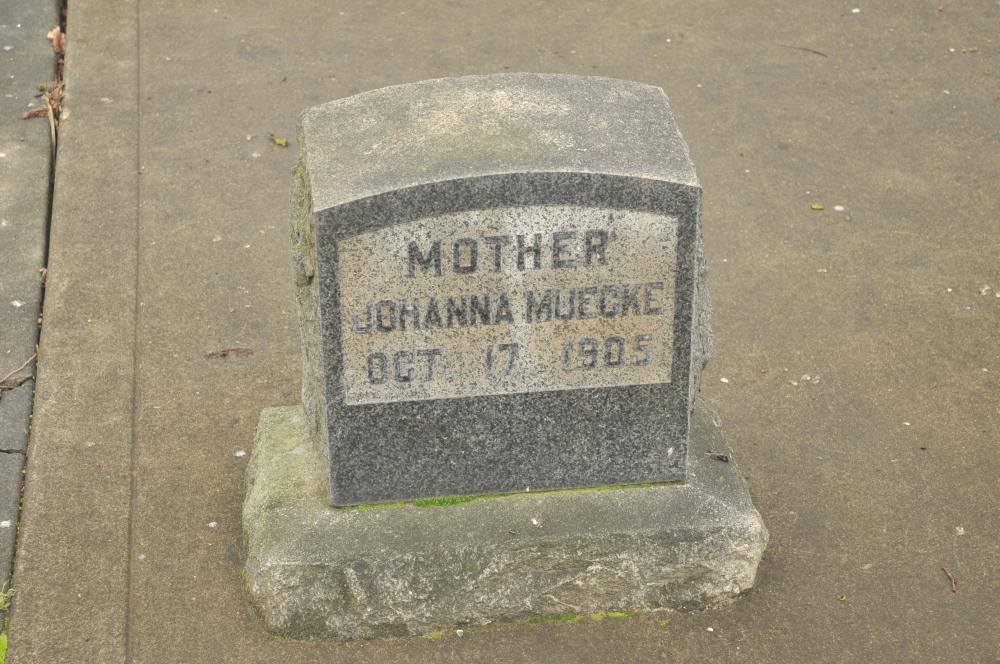 MOTHER
JOHANNA MUECKE
OCT. 17, 1905